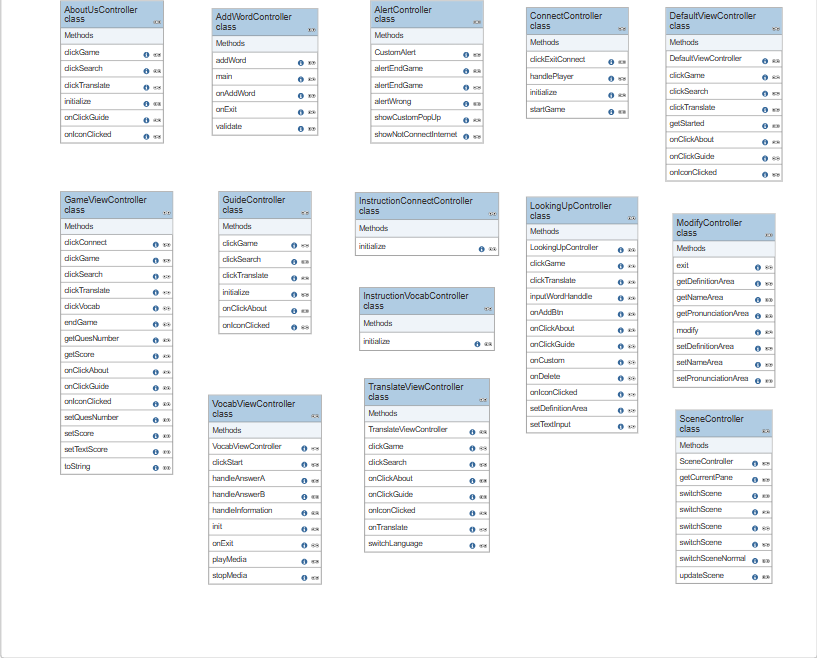 AboutUsController
class
Methods
clickGame
clickSearch
clickTranslate
initialize
onClickGuide
onIconClicked
AddWordController
class
Methods
addWord
main
onAddWord
onExit
validate
AlertController
class
Methods
CustomAlert
alertEndGame
alertEndGame
alertWrong
showCustomPopUp
showNotConnectInternet
ConnectController
class
Methods
clickExitConnect
handlePlayer
initialize
startGame
DefaultViewController
class
Methods
DefaultViewController
clickGame
clickSearch
clickTranslate
getStarted
onClickAbout
onClickGuide
onIconClicked
GameViewController
class
Methods
clickConnect
clickGame
clickSearch
clickTranslate
clickVocab
endGame
getQuesNumber
getScore
onClickAbout
onClickGuide
onIconClicked
setQuesNumber
setScore
setTextScore
toString
GuideController
class
Methods
clickGame
clickSearch
clickTranslate
initialize
onClickAbout
onIconClicked
InstructionConnectController
class
Methods
initialize
InstructionVocabController
class
Methods
initialize
LookingUpController
class
Methods
LookingUpController
clickGame
clickTranslate
inputWordHanddle
onAddBtn
onClickAbout
onClickGuide
onCustom
onDelete
onIconClicked
setDefinitionArea
setTextInput
ModifyController
class
Methods
exit
getDefinitionArea
getNameArea
getPronunciationArea
modify
setDefinitionArea
setNameArea
setPronunciationArea
VocabViewController
class
Methods
VocabViewController
clickStart
handleAnswerA
handleAnswerB
handleInformation
init
onExit
playMedia
stopMedia
TranslateViewController
class
Methods
TranslateViewController
clickGame
clickSearch
onClickAbout
onClickGuide
onIconClicked
onTranslate
switchLanguage
SceneController
class
Methods
SceneController
getCurrentPane
switchScene
switchScene
switchScene
switchScene
switchSceneNormal
updateScene